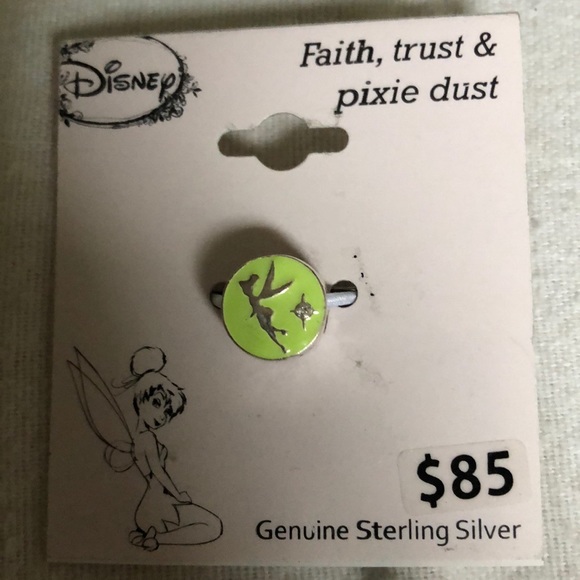 Disney
Faith, trust &
pixie dust
$85
Genuine Sterling Silver